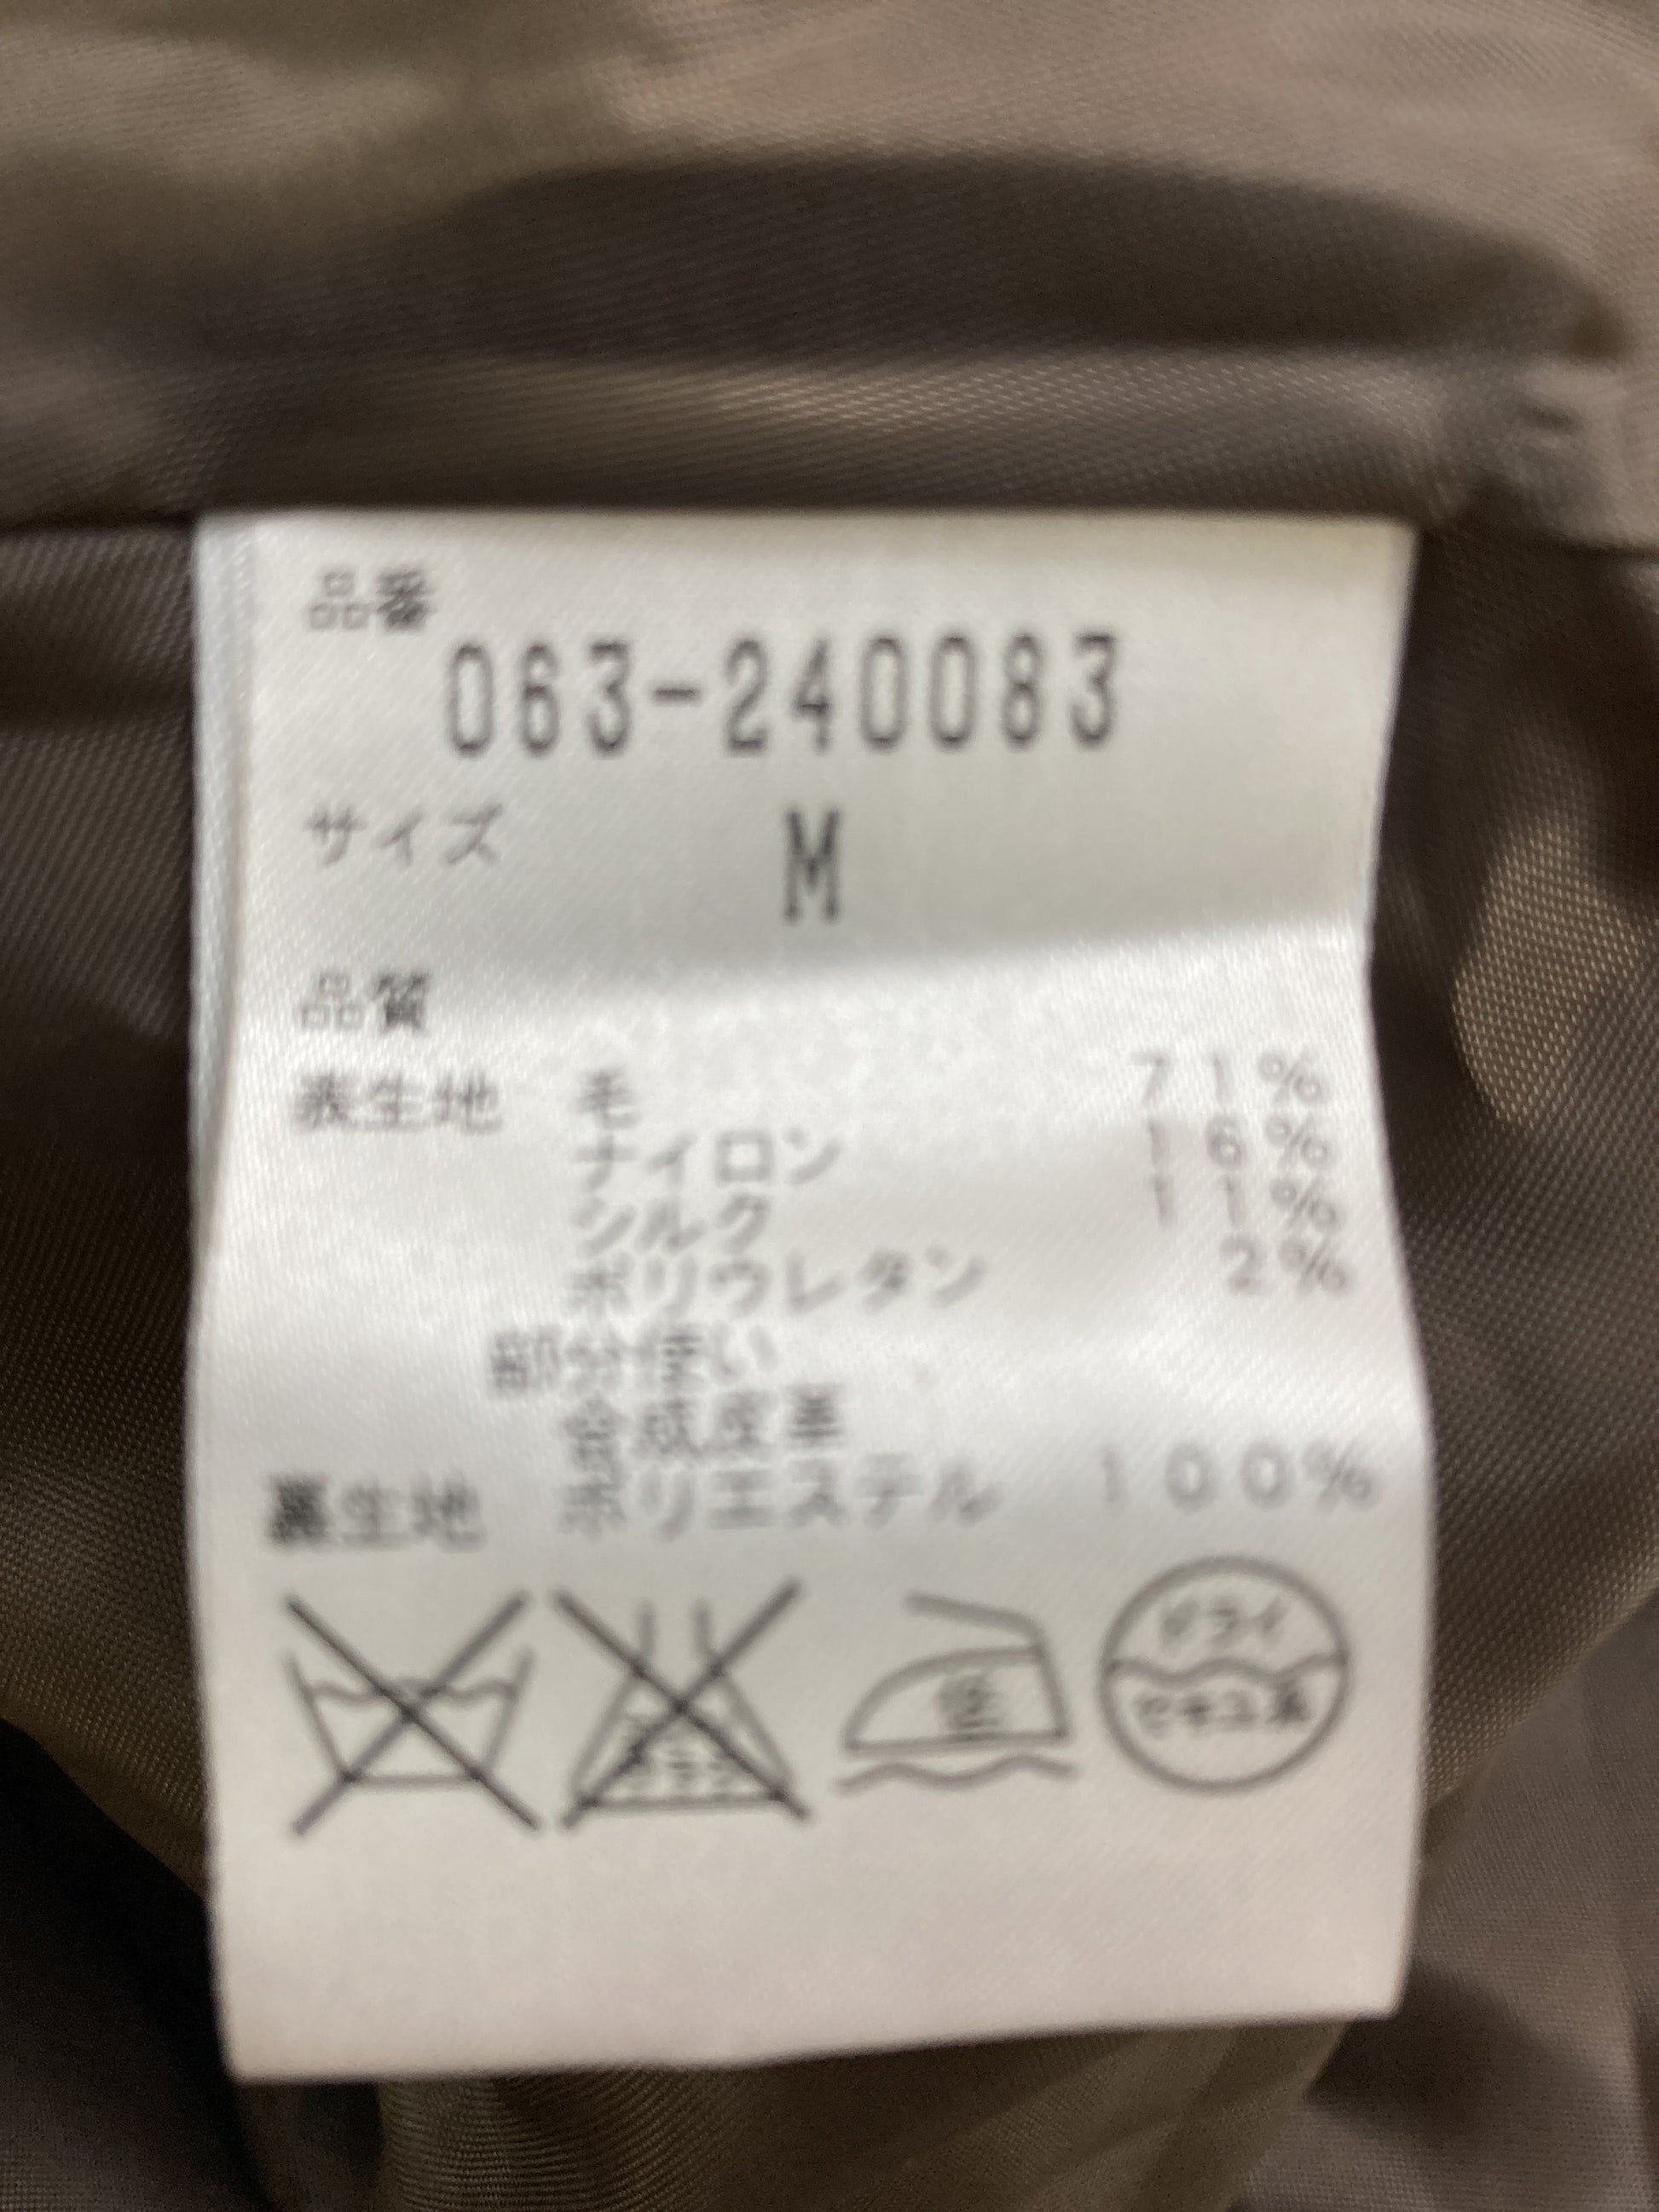 品番
063-240083
サイズ M
品質
表生地 毛 71%
ナイロン 16%
シルク 11%
ポリウレタン 2%
部分使い
合成皮革
裏生地 ポリエステル 100%
低
ドライ
セキユ系